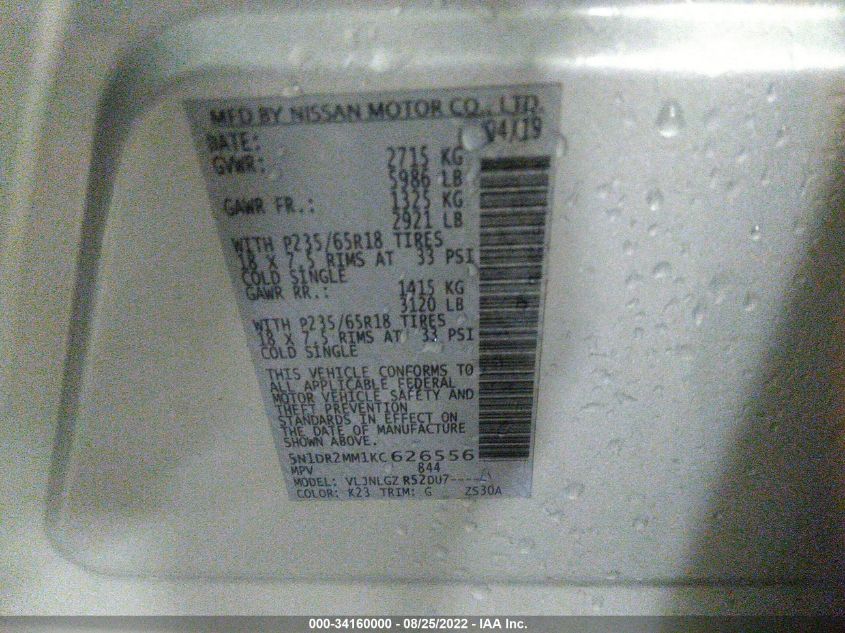 MFD BY NISSAN MOTOR CO., LTD.
DATE: 04/19
GVWR: 2715 KG
5986 LB
GAWR FR.: 1325 KG
2921 LB
WITH P235/65R18 TIRES
18 X 7.5 RIMS AT 33 PSI
COLD SINGLE
GAWR RR.: 1415 KG
3120 LB
WITH P235/65R18 TIRES
18 X 7.5 RIMS AT 33 PSI
COLD SINGLE
THIS VEHICLE CONFORMS TO
ALL APPLICABLE FEDERAL
MOTOR VEHICLE SAFETY AND
THEFT PREVENTION
STANDARDS IN EFFECT ON
THE DATE OF MANUFACTURE
SHOWN ABOVE.
5N1DR2MM1KC626556
MPV 844
MODEL: VLJNLGZ R52DU7----A
COLOR: K23 TRIM: G ZS30A
000-34160000 - 08/25/2022 - IAA Inc.